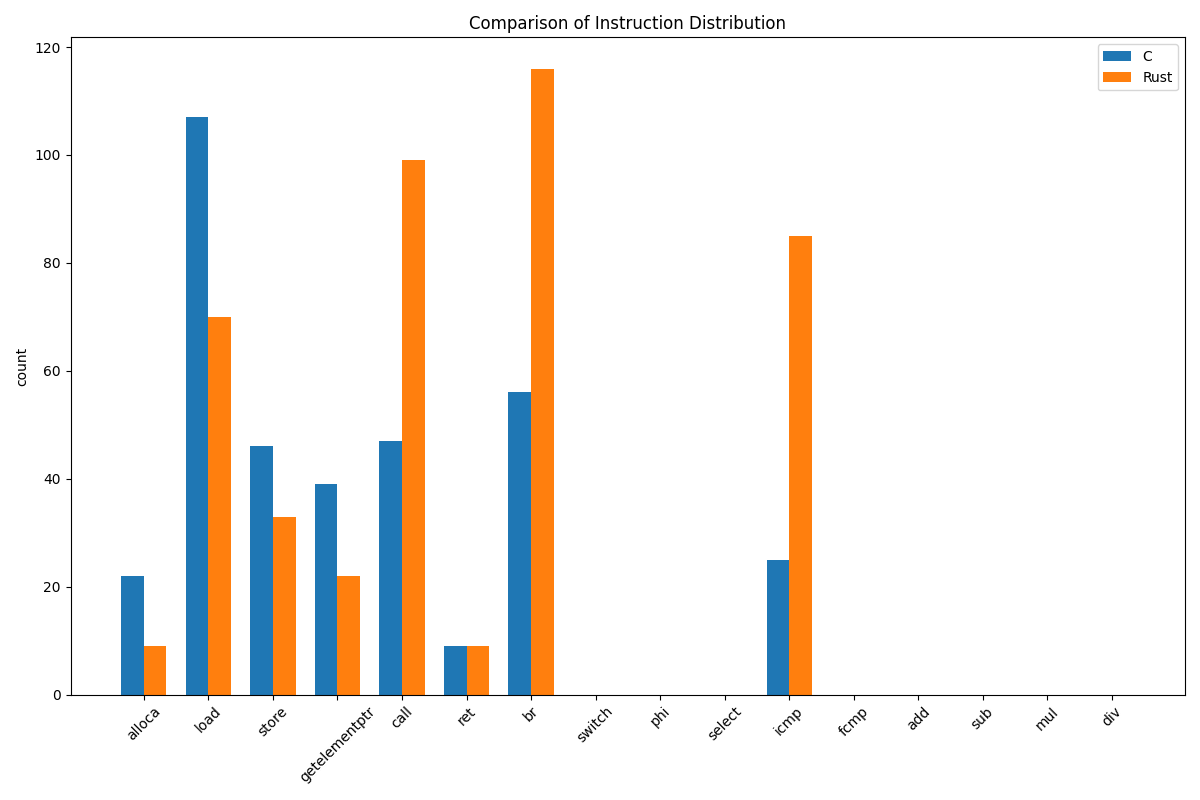 Comparison of Instruction Distribution
C
Rust
count
120
100
80
60
40
20
0
alloca
load
store
getelementptr
call
ret
br
switch
phi
select
icmp
fcmp
add
sub
mul
div